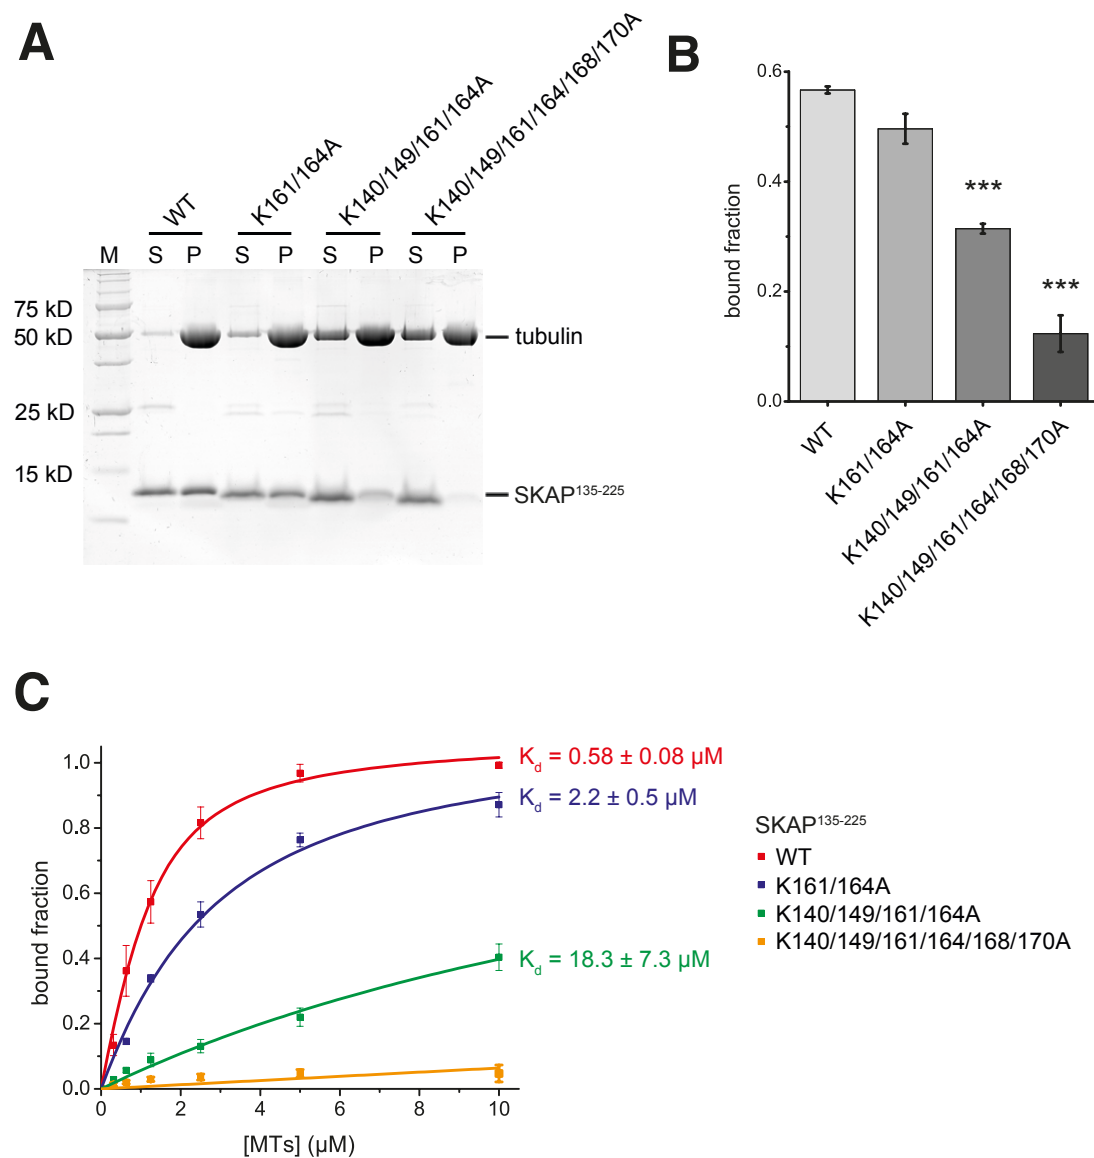 A
WT
K161/164A
K140/149/161/164A
K140/149/161/164/168/170A
M S P S P S P S P
75 kD
50 kD
25 kD
15 kD
tubulin
SKAP135-225
B
bound fraction
0.6
0.4
0.2
0.0
***
***
WT
K161/164A
K140/149/161/164A
K140/149/161/164/168/170A
C
bound fraction
1.0
0.8
0.6
0.4
0.2
0.0
0 2 4 6 8 10
[MTs] (µM)
Kd = 0.58 ± 0.08 µM
Kd = 2.2 ± 0.5 µM
Kd = 18.3 ± 7.3 µM
SKAP135-225
WT
K161/164A
K140/149/161/164A
K140/149/161/164/168/170A